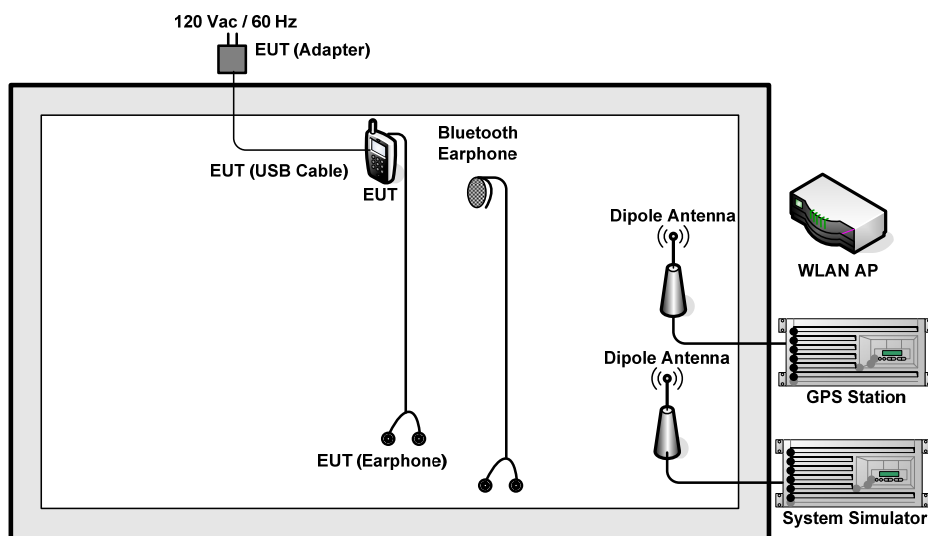 120 Vac / 60 Hz
EUT (Adapter)
Bluetooth
Earphone
EUT (USB Cable)
EUT
Dipole Antenna
WLAN AP
Dipole Antenna
GPS Station
EUT (Earphone)
System Simulator